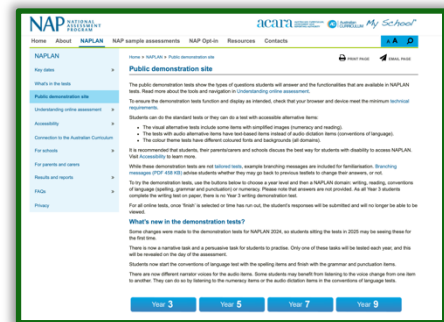 NAP NATIONAL ASSESSMENT PROGRAM
acara AUSTRALIAN CURRICULUM My School
Home About NAPLAN NAP sample assessments NAP Opt-in Resources Contacts
A A
NAPLAN
Key dates
What's in the tests
Public demonstration site
Understanding online assessment
Accessibility
Connection to the Australian Curriculum
For schools
For parents and carers
Results and reports
FAQs
Privacy
Home > NAPLAN > Public demonstration site
PRINT PAGE EMAIL PAGE
Public demonstration site
The public demonstration tests show the types of questions students will answer and the functionalities that are available in NAPLAN
tests. Read more about the tests and navigation in Understanding online assessment.
To ensure the demonstration tests function and display as intended, check that your browser and device meet the minimum technical
requirements.
Students can do the standard tests or they can do a test with accessible alternative items:
• The visual alternative tests include some items with simplified images (numeracy and reading).
• The tests with audio alternative items have text-based items instead of audio dictation items (conventions of language).
• The colour theme tests have different coloured fonts and backgrounds (all domains).
It is recommended that students, their parents/carers and schools discuss the best way for students with disability to access NAPLAN.
Visit Accessibility to learn more.
While these demonstration tests are not tailored tests, example branching messages are included for familiarisation. Branching
messages (PDF 438 KB) advises students whether they may go back to previous testlets to change their answers, or not.
To try the demonstration tests, use the buttons below to choose a year level and then a NAPLAN domain: writing, reading, conventions
of language (spelling, grammar and punctuation) or numeracy. Please note that answers are not provided. As all Year 3 students
complete the writing test on paper, there is no Year 3 writing demonstration test.
For all online tests, once 'finish' is selected or time has run out, the student's responses will be submitted and will no longer be able to be
viewed.
What's new in the demonstration tests?
Some changes were made to the demonstration tests for NAPLAN 2024, so students sitting the tests in 2025 may be seeing these for
the first time.
There is now a narrative task and a persuasive task for students to practise. Only one of these tasks will be tested each year, and this
will be revealed on the day of the assessment.
Students now start the conventions of language test with the spelling items and finish with the grammar and punctuation items.
There are now different narrator voices for the audio items. Some students may benefit from listening to the voice change from one item
to another. They can do so by listening to the numeracy items or the audio dictation items in the conventions of language tests.
Year 3 Year 5 Year 7 Year 9